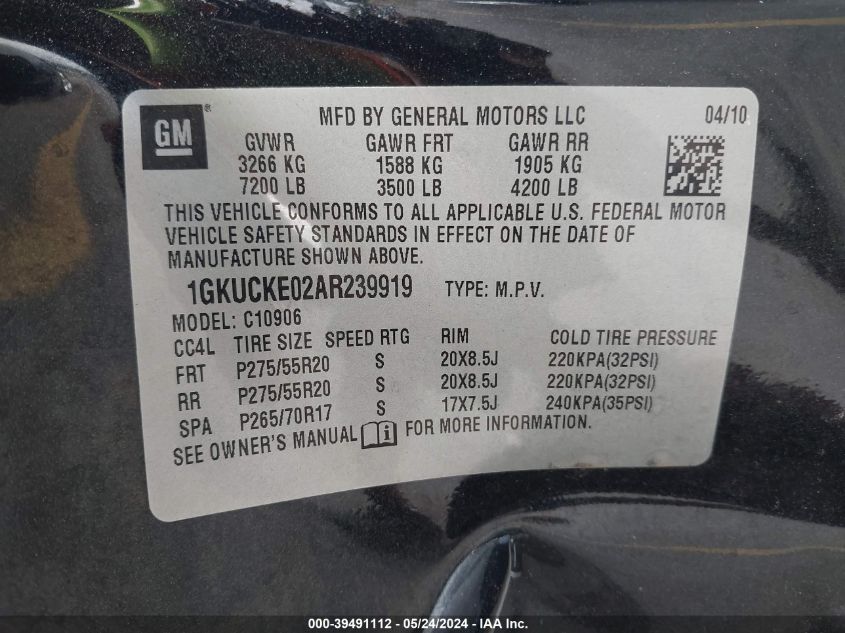 GM ®
MFD BY GENERAL MOTORS LLC 04/10
GVWR GAWR FRT GAWR RR
3266 KG 1588 KG 1905 KG
7200 LB 3500 LB 4200 LB
THIS VEHICLE CONFORMS TO ALL APPLICABLE U.S. FEDERAL MOTOR
VEHICLE SAFETY STANDARDS IN EFFECT ON THE DATE OF
MANUFACTURE SHOWN ABOVE.
1GKUCKE02AR239919 TYPE: M.P.V.
MODEL: C10906
CC4L TIRE SIZE SPEED RTG RIM COLD TIRE PRESSURE
FRT P275/55R20 S 20X8.5J 220KPA(32PSI)
RR P275/55R20 S 20X8.5J 220KPA(32PSI)
SPA P265/70R17 S 17X7.5J 240KPA(35PSI)
SEE OWNER'S MANUAL i FOR MORE INFORMATION.
000-39491112 - 05/24/2024 - IAA Inc.